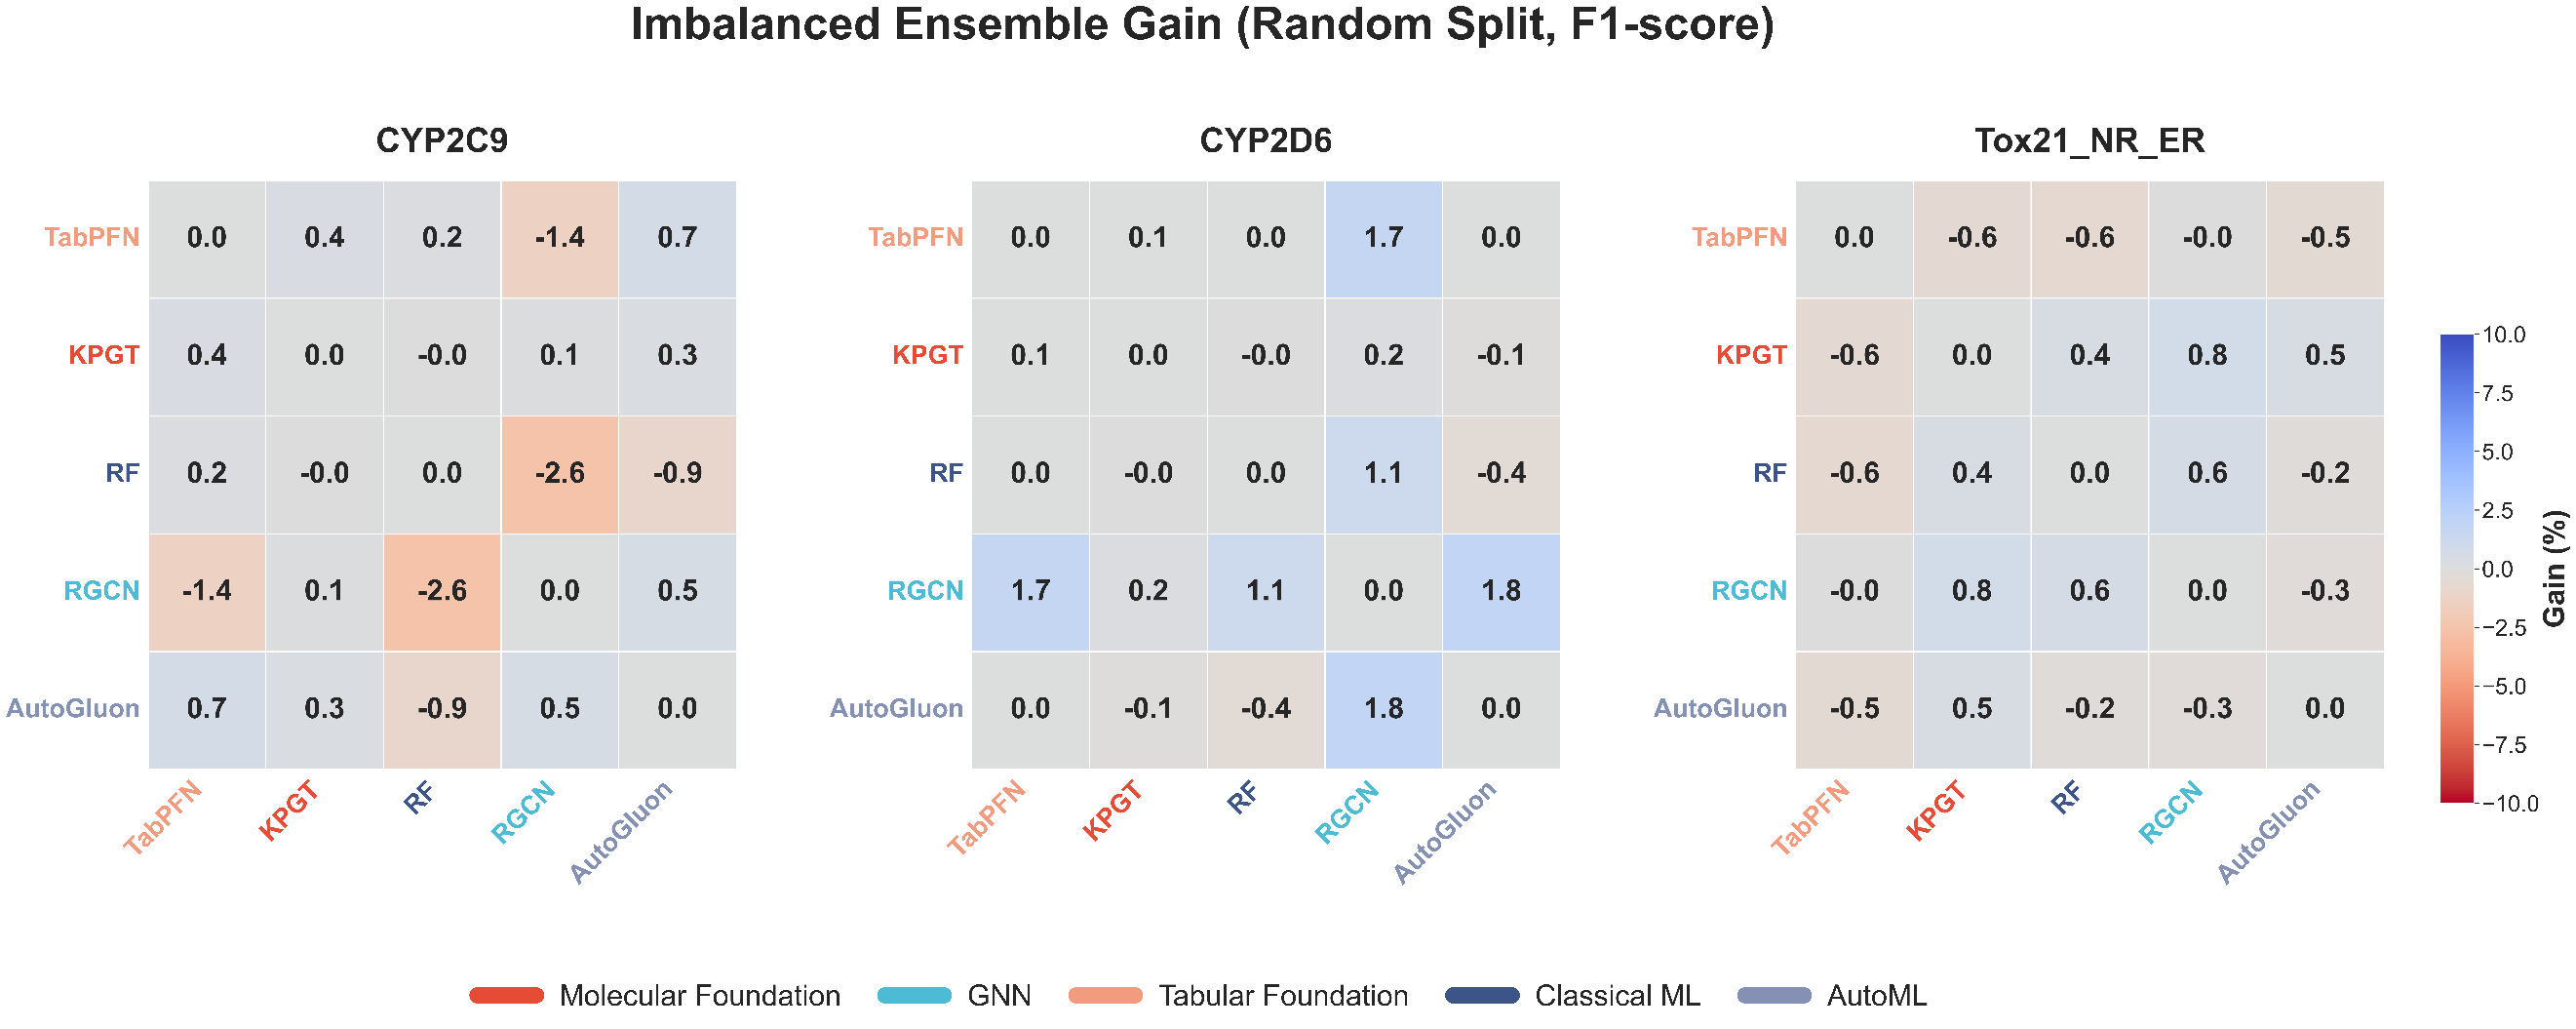 Imbalanced Ensemble Gain (Random Split, F1-score)
CYP2C9
TabPFN 0.0 0.4 0.2 -1.4 0.7
KPGT 0.4 0.0 -0.0 0.1 0.3
RF 0.2 -0.0 0.0 -2.6 -0.9
RGCN -1.4 0.1 -2.6 0.0 0.5
AutoGluon 0.7 0.3 -0.9 0.5 0.0
TabPFN KPGT RF RGCN AutoGluon
CYP2D6
TabPFN 0.0 0.1 0.0 1.7 0.0
KPGT 0.1 0.0 -0.0 0.2 -0.1
RF 0.0 -0.0 0.0 1.1 -0.4
RGCN 1.7 0.2 1.1 0.0 1.8
AutoGluon 0.0 -0.1 -0.4 1.8 0.0
TabPFN KPGT RF RGCN AutoGluon
Tox21_NR_ER
TabPFN 0.0 -0.6 -0.6 -0.0 -0.5
KPGT -0.6 0.0 0.4 0.8 0.5
RF -0.6 0.4 0.0 0.6 -0.2
RGCN -0.0 0.8 0.6 0.0 -0.3
AutoGluon -0.5 0.5 -0.2 -0.3 0.0
TabPFN KPGT RF RGCN AutoGluon
10.0
7.5
5.0
2.5
0.0
−2.5
−5.0
−7.5
−10.0
Gain (%)
Molecular Foundation GNN Tabular Foundation Classical ML AutoML